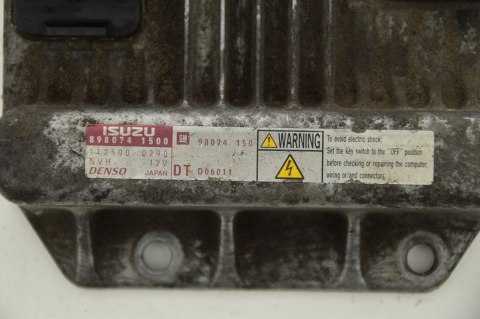 ISUZU
898074 1500
112500-0290
NVH 12V
DENSO JAPAN
GM 98074 150
DT D06011
WARNING
To avoid electric shock:
Set the key switch to the "OFF" position
before checking or repairing the computer,
wiring or/and connectors.